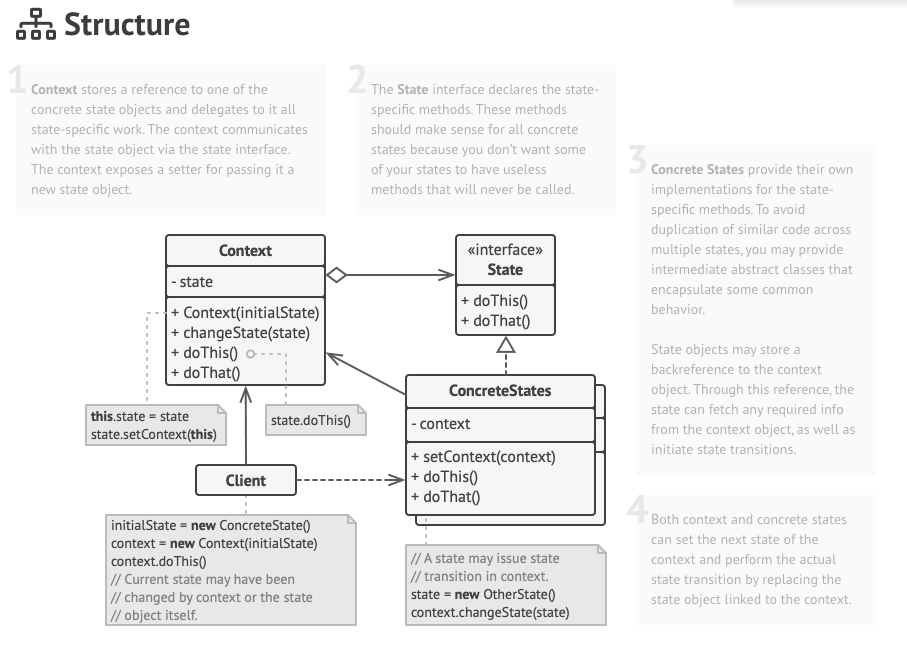 Structure
1
Context stores a reference to one of the
concrete state objects and delegates to it all
state-specific work. The context communicates
with the state object via the state interface.
The context exposes a setter for passing it a
new state object.
2
The State interface declares the state-
specific methods. These methods
should make sense for all concrete
states because you don't want some
of your states to have useless
methods that will never be called.
3
Concrete States provide their own
implementations for the state-
specific methods. To avoid
duplication of similar code across
multiple states, you may provide
intermediate abstract classes that
encapsulate some common
behavior.
State objects may store a
backreference to the context
object. Through this reference, the
state can fetch any required info
from the context object, as well as
initiate state transitions.
Context
- state
+ Context(initialState)
+ changeState(state)
+ doThis()
+ doThat()
«interface»
State
+ doThis()
+ doThat()
this.state = state
state.setContext(this)
state.doThis()
ConcreteStates
- context
+ setContext(context)
+ doThis()
+ doThat()
Client
initialState = new ConcreteState()
context = new Context(initialState)
context.doThis()
// Current state may have been
// changed by context or the state
// object itself.
// A state may issue state
// transition in context.
state = new OtherState()
context.changeState(state)
4
Both context and concrete states
can set the next state of the
context and perform the actual
state transition by replacing the
state object linked to the context.